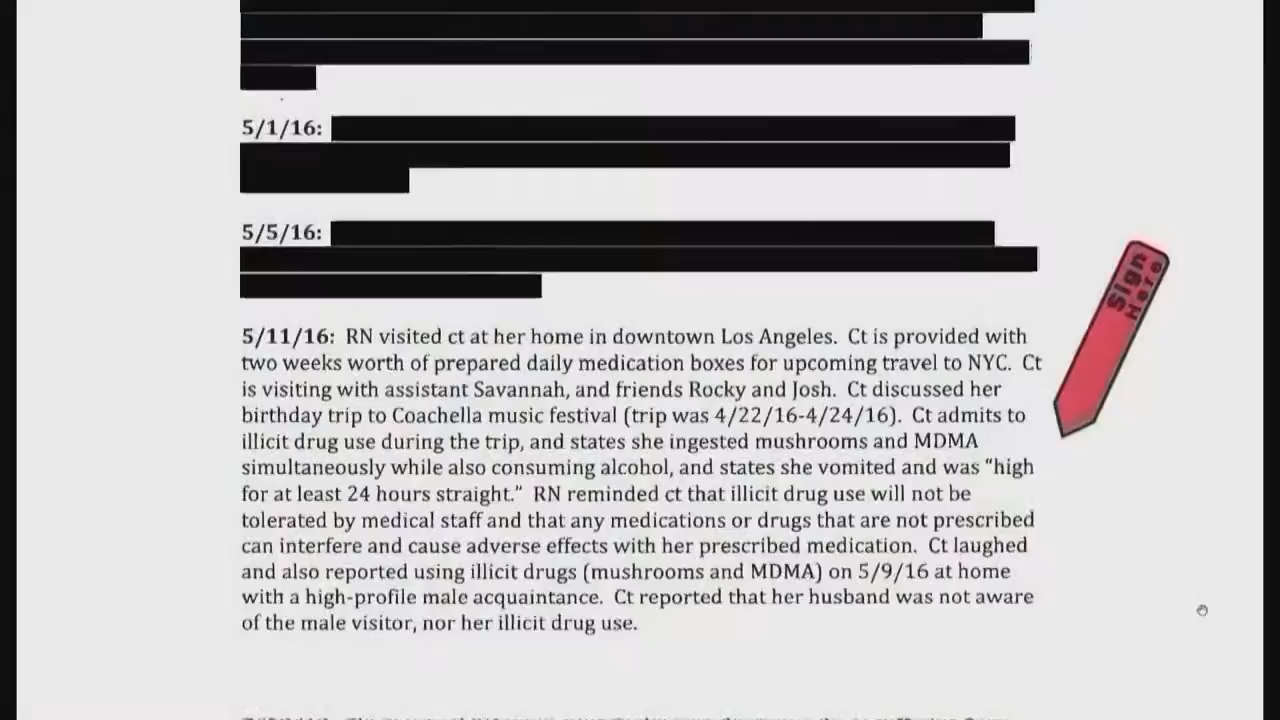 5/1/16:
5/5/16:
5/11/16: RN visited ct at her home in downtown Los Angeles. Ct is provided with
two weeks worth of prepared daily medication boxes for upcoming travel to NYC. Ct
is visiting with assistant Savannah, and friends Rocky and Josh. Ct discussed her
birthday trip to Coachella music festival (trip was 4/22/16-4/24/16). Ct admits to
illicit drug use during the trip, and states she ingested mushrooms and MDMA
simultaneously while also consuming alcohol, and states she vomited and was “high
for at least 24 hours straight.” RN reminded ct that illicit drug use will not be
tolerated by medical staff and that any medications or drugs that are not prescribed
can interfere and cause adverse effects with her prescribed medication. Ct laughed
and also reported using illicit drugs (mushrooms and MDMA) on 5/9/16 at home
with a high-profile male acquaintance. Ct reported that her husband was not aware
of the male visitor, nor her illicit drug use.
Sign
Here